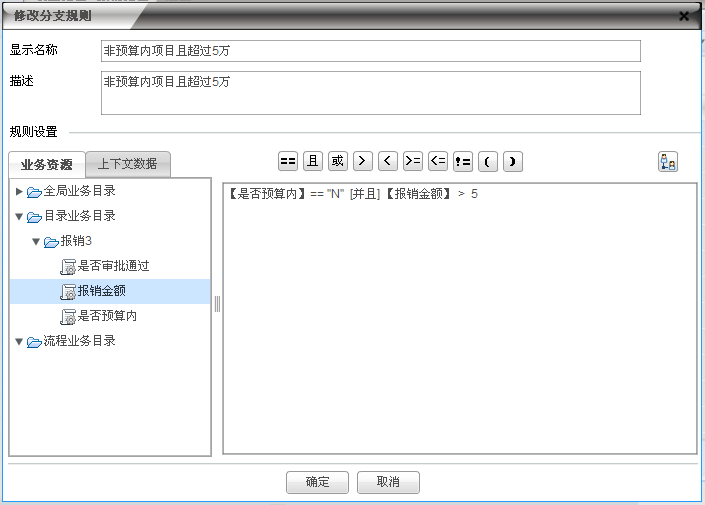 修改分支规则
显示名称
非预算内项目且超过5万
描述
非预算内项目且超过5万
规则设置
业务资源 上下文数据
== 且 或 > < >= <= != ( )
全局业务目录
目录业务目录
报销3
是否审批通过
报销金额
是否预算内
流程业务目录
【是否预算内】== "N" [并且]【报销金额】 > 5
确定 取消